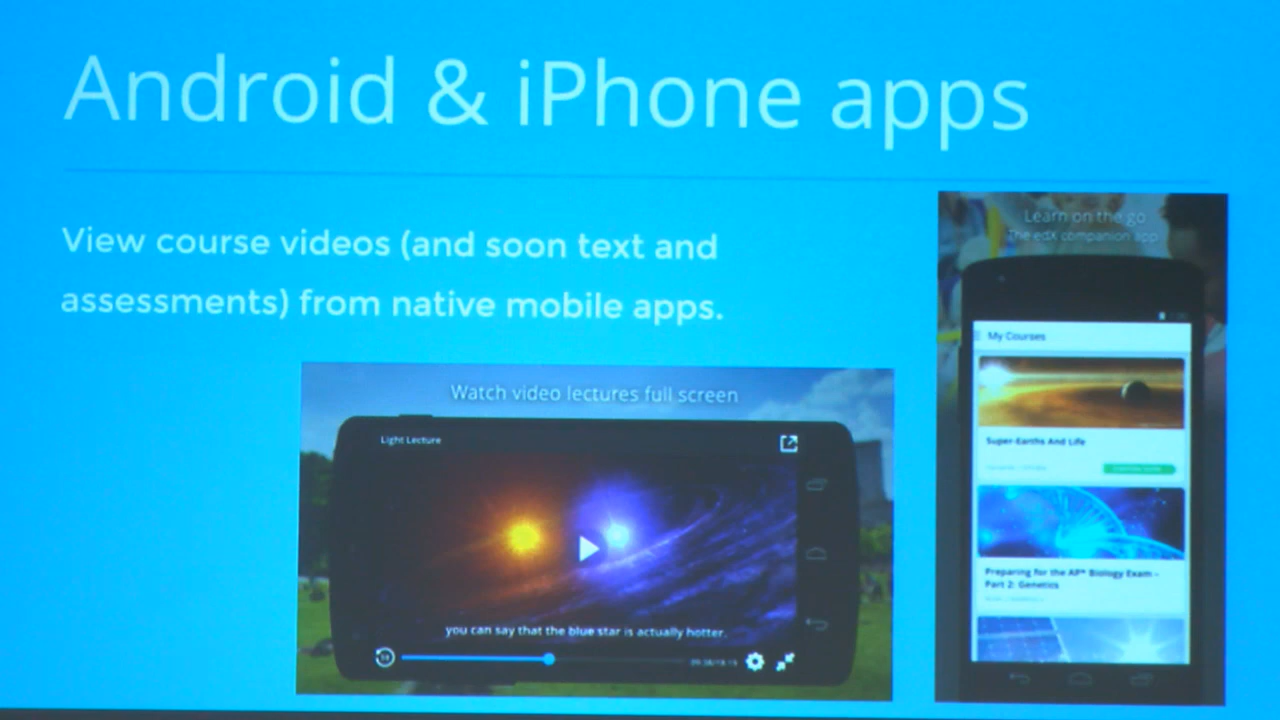 Android & iPhone apps
View course videos (and soon text and
assessments) from native mobile apps.
Watch video lectures full screen
Light Lecture
you can say that the blue star is actually hotter.
Learn on the go
The edX companion app
My Courses
Super-Earths And Life
Preparing for the AP* Biology Exam –
Part 2: Genetics